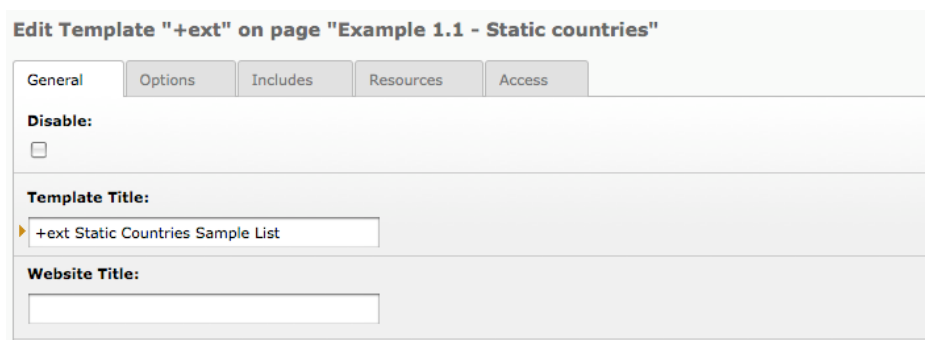 Edit Template "+ext" on page "Example 1.1 - Static countries"
General Options Includes Resources Access
Disable:
Template Title:
+ext Static Countries Sample List
Website Title: